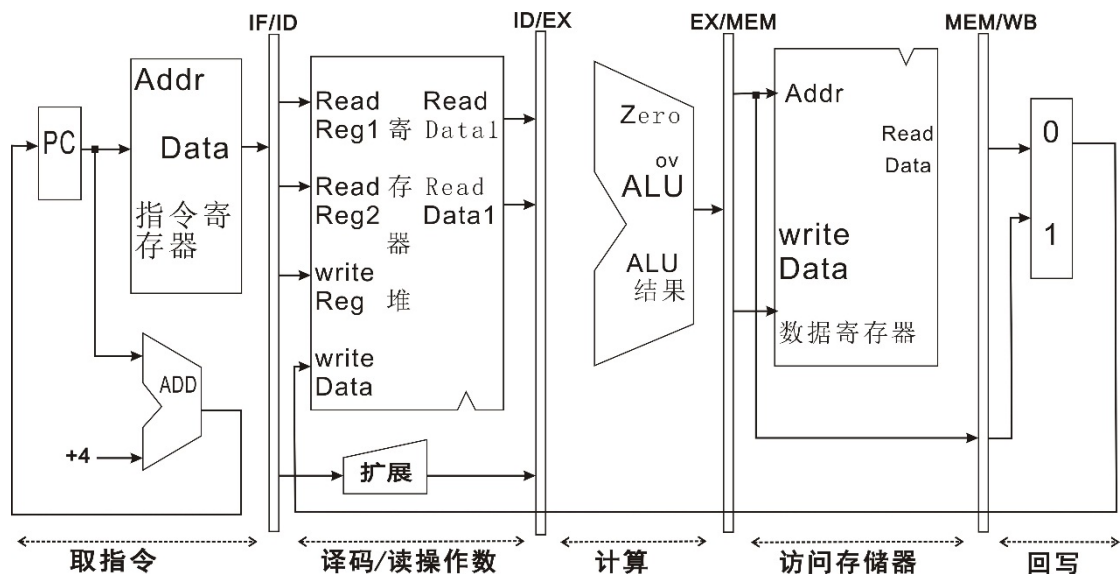 IF/ID
ID/EX
EX/MEM
MEM/WB
PC
Addr
Data
指令寄
存器
ADD
+4
Read
Reg1
寄
Read
Data1
Read
Reg2
存
器
Read
Data1
write
Reg
堆
write
Data
扩展
Zero
ov
ALU
ALU
结果
Addr
Read
Data
write
Data
数据寄存器
0
1
取指令
译码/读操作数
计算
访问存储器
回写